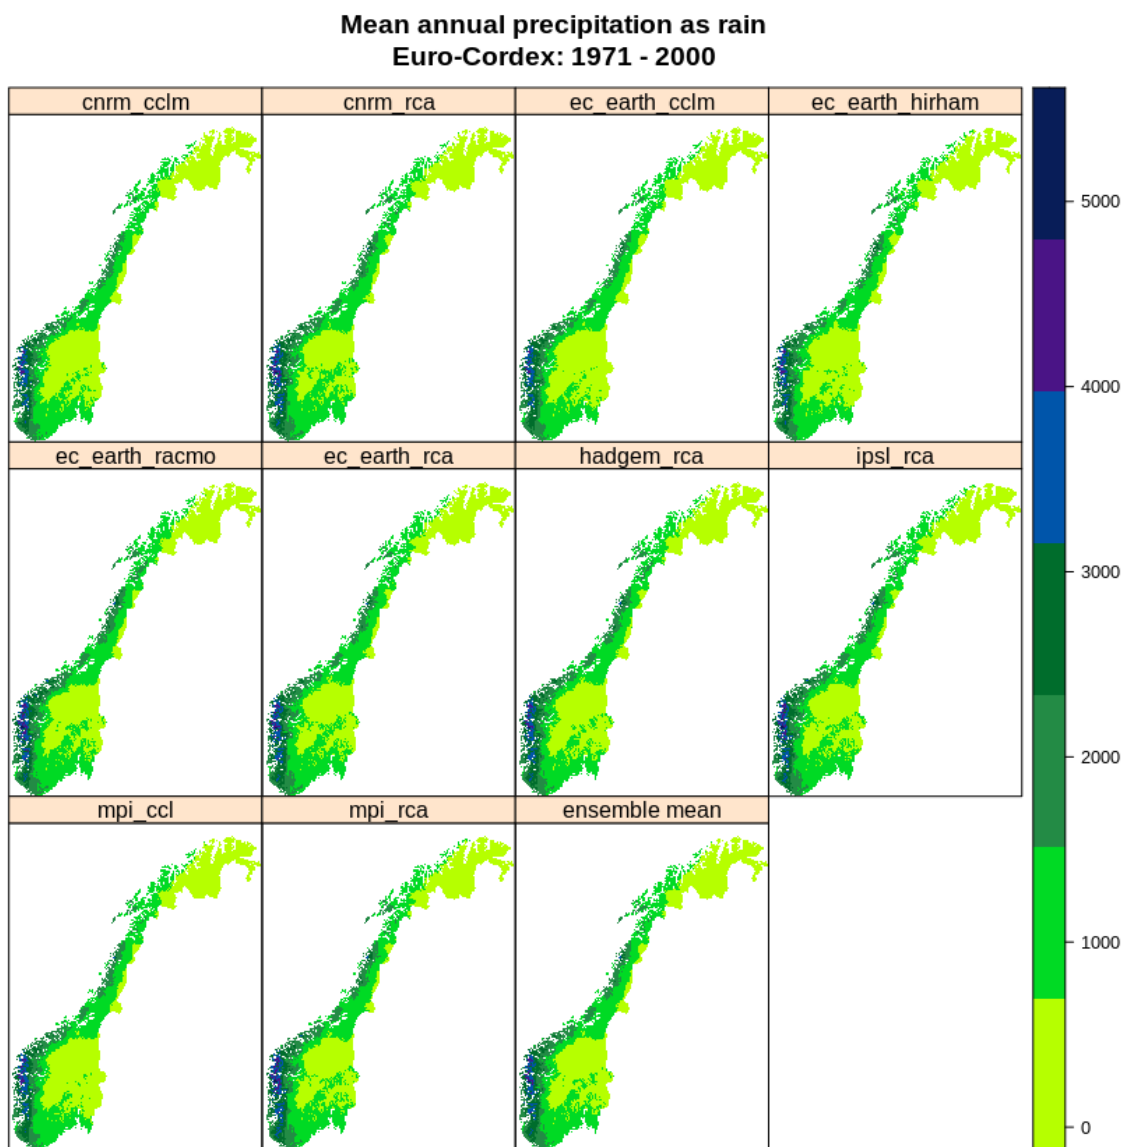 Mean annual precipitation as rain
Euro-Cordex: 1971 - 2000
cnrm_cclm
cnrm_rca
ec_earth_cclm
ec_earth_hirham
ec_earth_racmo
ec_earth_rca
hadgem_rca
ipsl_rca
mpi_ccl
mpi_rca
ensemble mean
5000
4000
3000
2000
1000
0